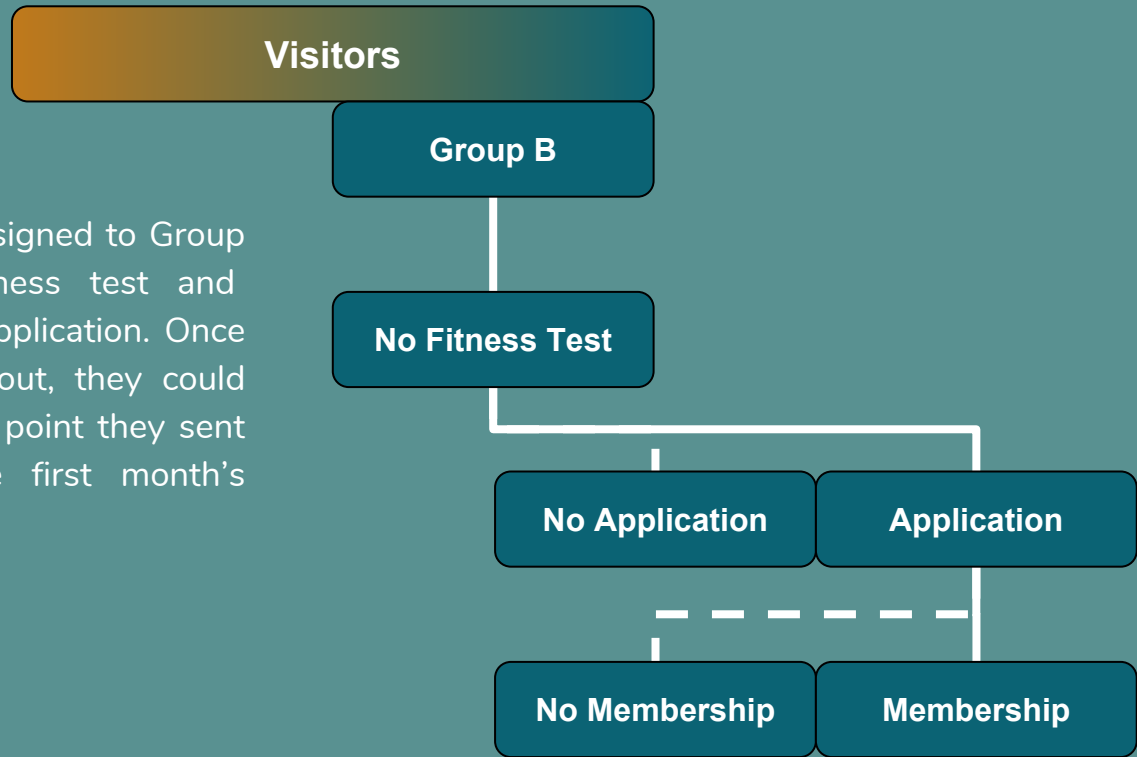 Visitors
Group B
signed to Group
ness test and
pplication. Once
out, they could
point they sent
first month's
No Fitness Test
No Application
Application
No Membership
Membership